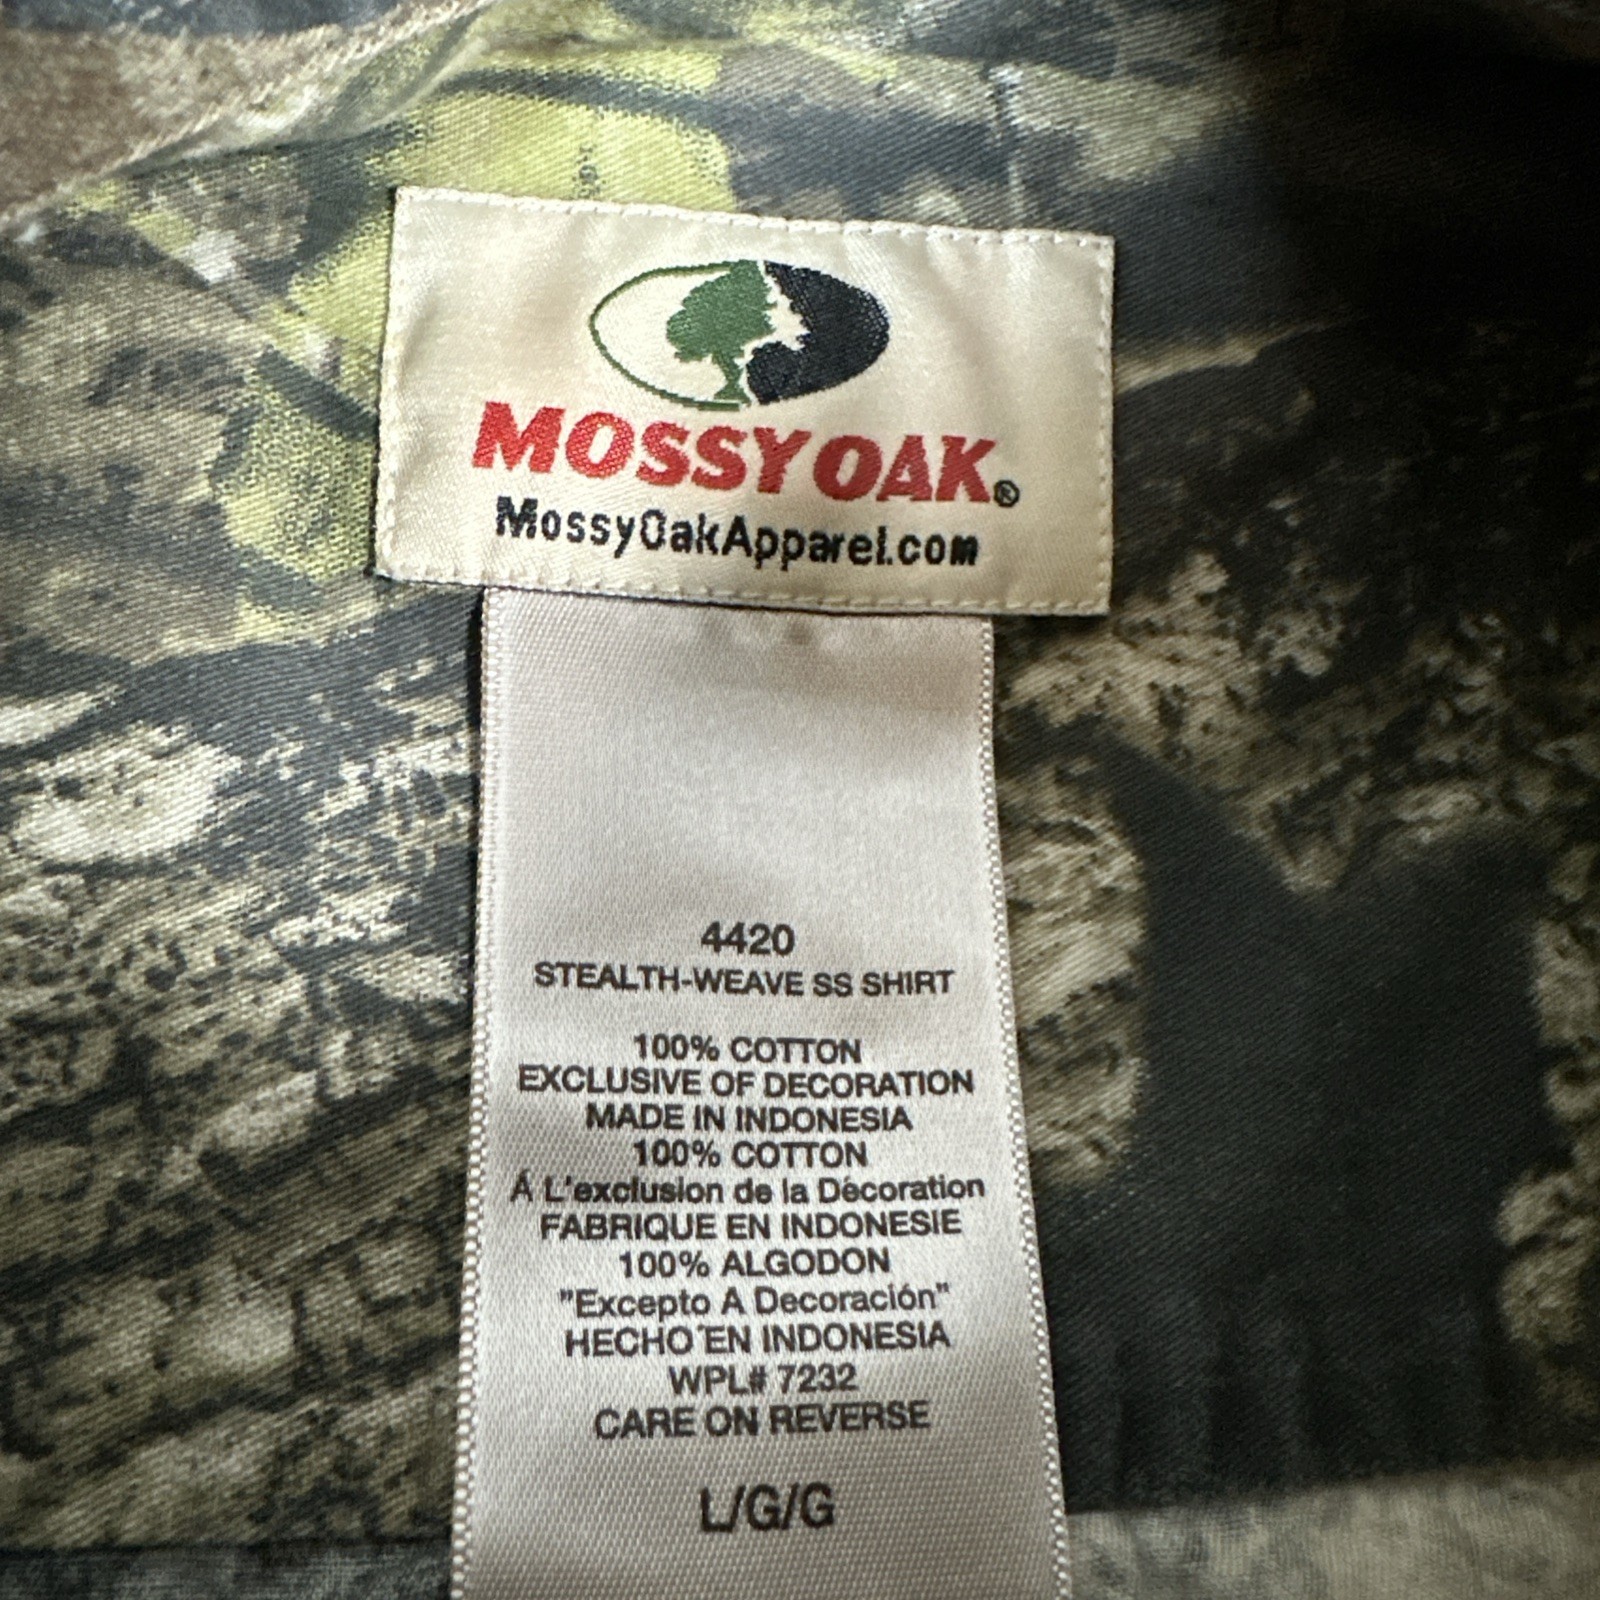 MOSSY OAK®
MossyOakApparel.com
4420
STEALTH-WEAVE SS SHIRT
100% COTTON
EXCLUSIVE OF DECORATION
MADE IN INDONESIA
100% COTTON
Á L'exclusion de la Décoration
FABRIQUE EN INDONESIE
100% ALGODON
"Excepto A Decoración"
HECHO EN INDONESIA
WPL# 7232
CARE ON REVERSE
L/G/G